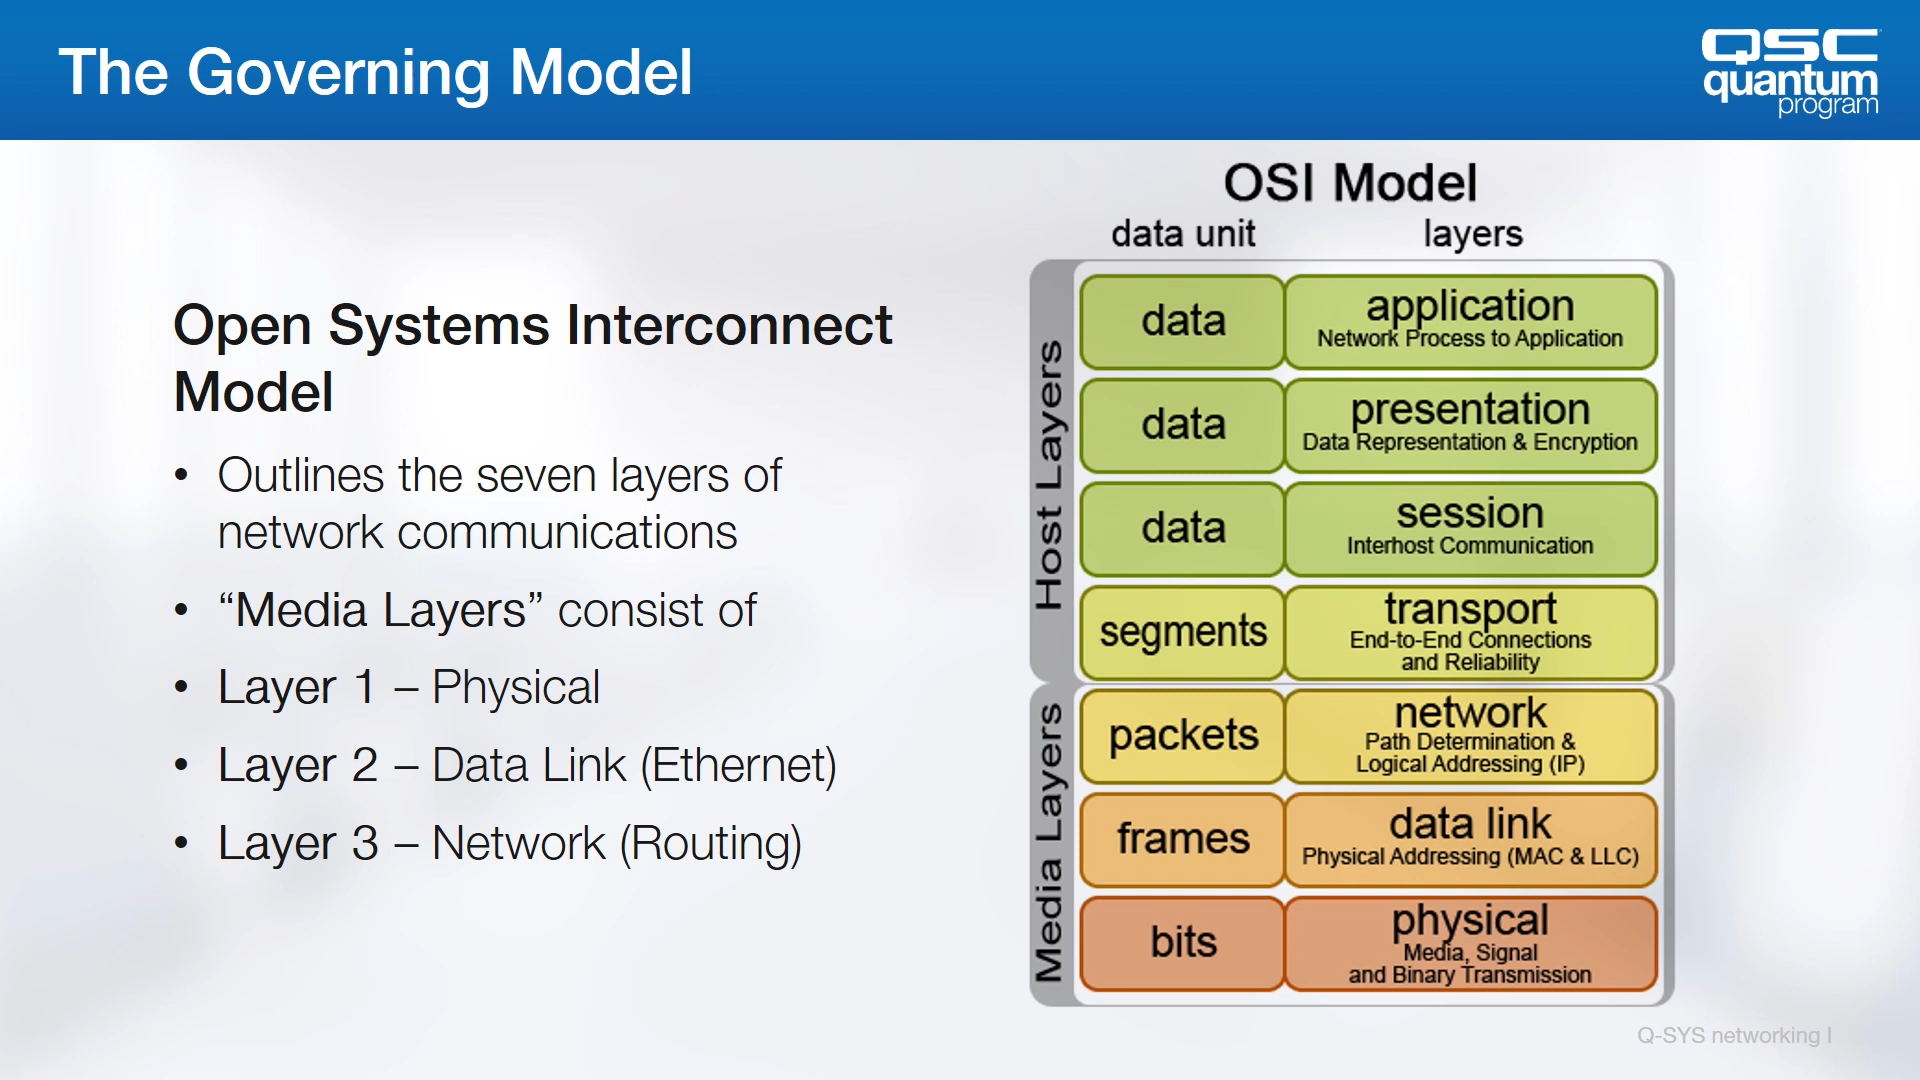 The Governing Model
QSC
quantum
program
Open Systems Interconnect
Model
• Outlines the seven layers of
network communications
• “Media Layers” consist of
• Layer 1 – Physical
• Layer 2 – Data Link (Ethernet)
• Layer 3 – Network (Routing)
OSI Model
data unit layers
Host Layers
data application
Network Process to Application
data presentation
Data Representation & Encryption
data session
Interhost Communication
segments transport
End-to-End Connections
and Reliability
Media Layers
packets network
Path Determination &
Logical Addressing (IP)
frames data link
Physical Addressing (MAC & LLC)
bits physical
Media, Signal
and Binary Transmission
Q-SYS networking I